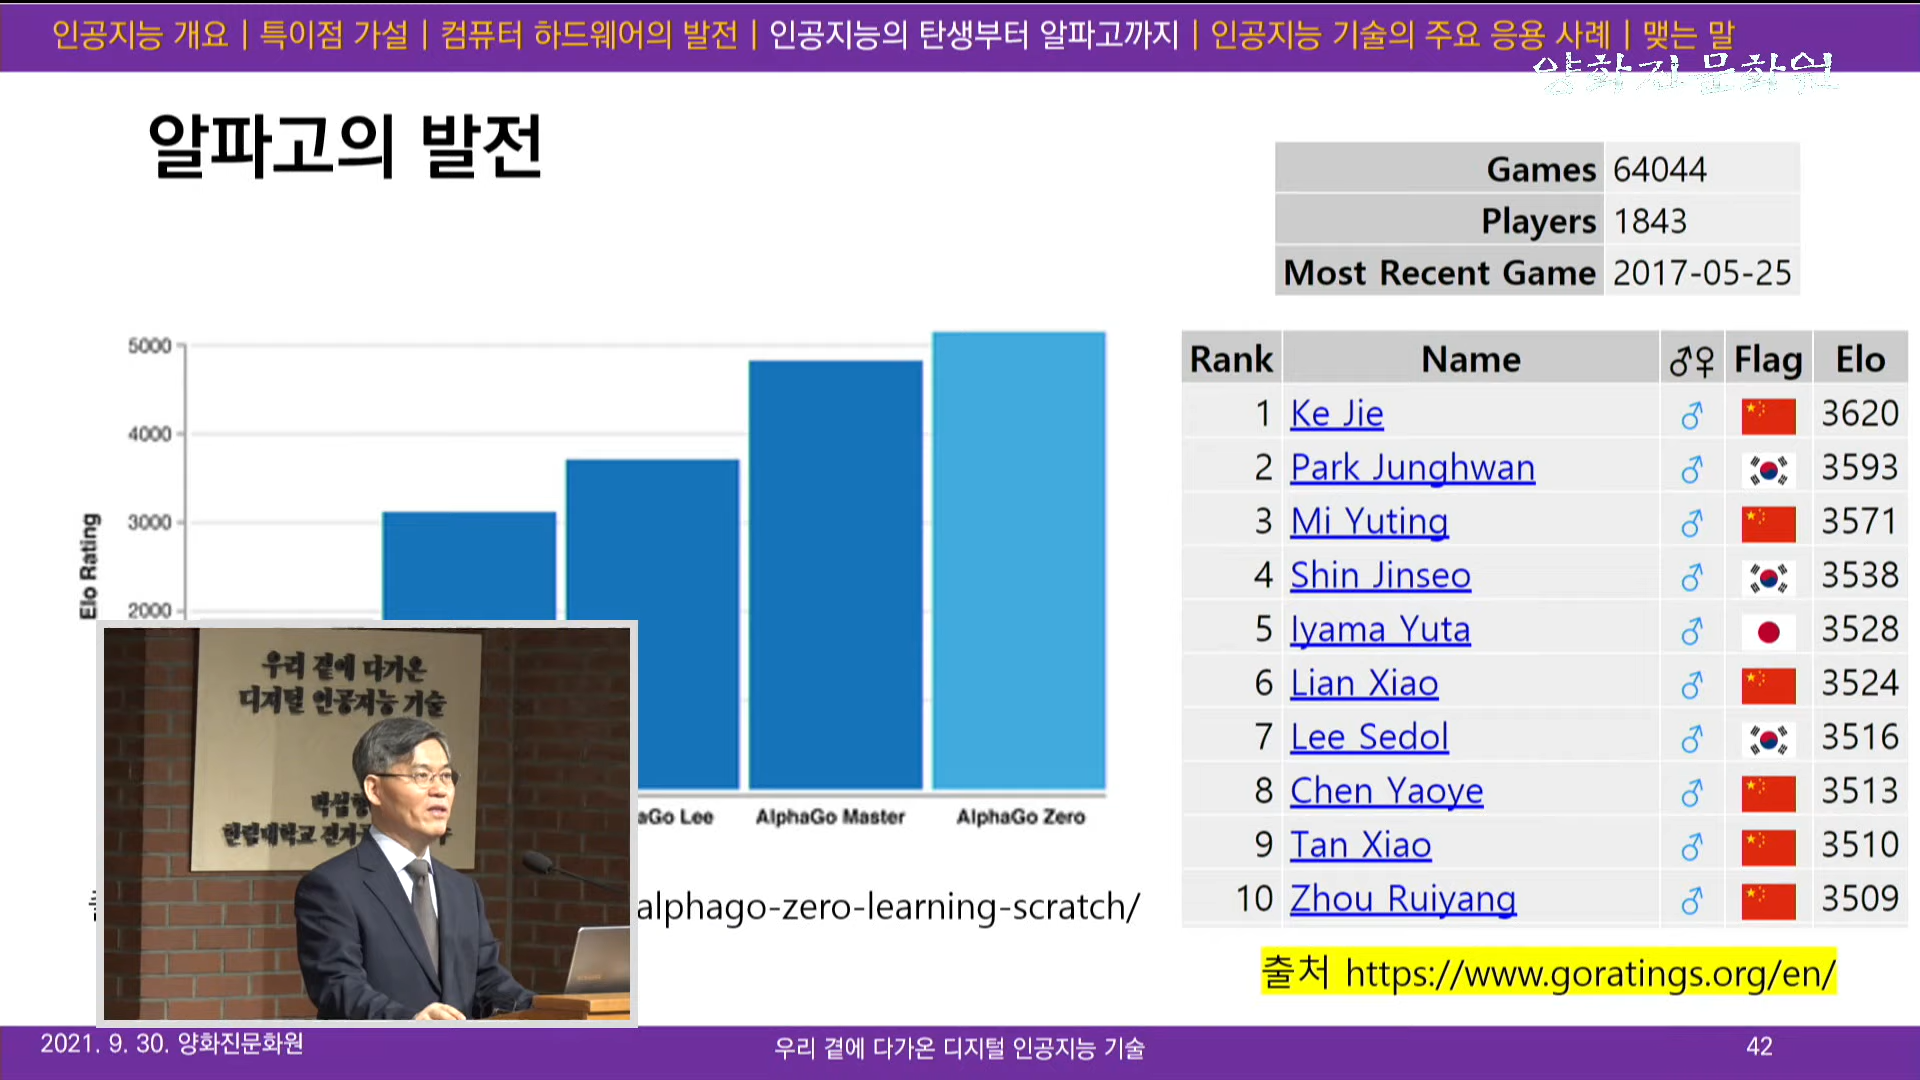 인공지능 개요 | 특이점 가설 | 컴퓨터 하드웨어의 발전 | 인공지능의 탄생부터 알파고까지 | 인공지능 기술의 주요 응용 사례 | 맺는 말
양화진문화원
알파고의 발전
Games 64044
Players 1843
Most Recent Game 2017-05-25
5000
4000
3000
2000
Elo Rating
aGo Lee
AlphaGo Master
AlphaGo Zero
alphago-zero-learning-scratch/
Rank Name ♂♀ Flag Elo
1 Ke Jie ♂ 3620
2 Park Junghwan ♂ 3593
3 Mi Yuting ♂ 3571
4 Shin Jinseo ♂ 3538
5 Iyama Yuta ♂ 3528
6 Lian Xiao ♂ 3524
7 Lee Sedol ♂ 3516
8 Chen Yaoye ♂ 3513
9 Tan Xiao ♂ 3510
10 Zhou Ruiyang ♂ 3509
출처 https://www.goratings.org/en/
우리 곁에 다가온
디지털 인공지능 기술
한림대학교
2021. 9. 30. 양화진문화원
우리 곁에 다가온 디지털 인공지능 기술
42